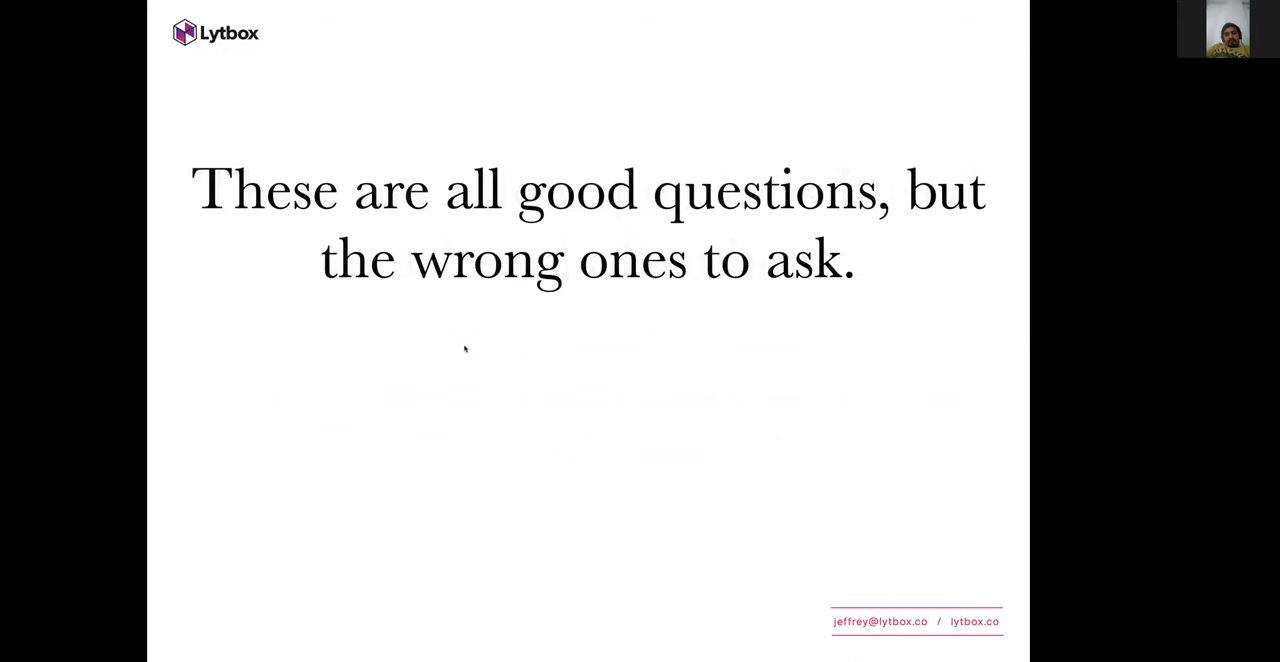 Lytbox
These are all good questions, but
the wrong ones to ask.
jeffrey@lytbox.co / lytbox.co